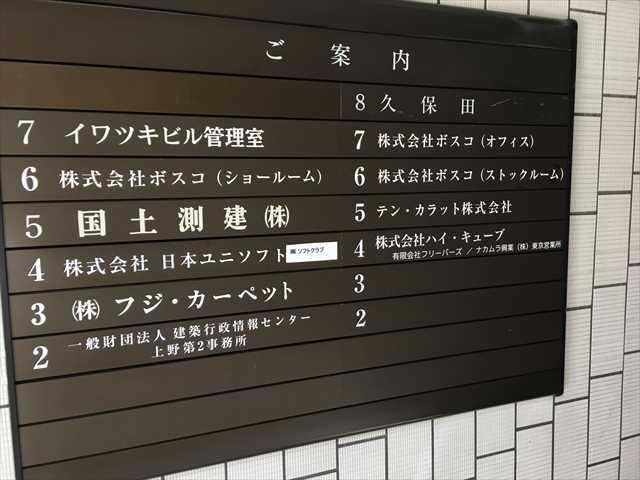 ご案内
8 久保田
7 イワツキビル管理室
7 株式会社ボスコ (オフィス)
6 株式会社ボスコ (ショールーム)
6 株式会社ボスコ (ストックルーム)
5 国土測建 ㈱
5 テン・カラット株式会社
4 株式会社 日本ユニソフト ㈱ソフトクラブ
4 株式会社ハイ・キューブ
有限会社フリーバーズ / ナカムラ興業 (株) 東京営業所
3 ㈱ フジ・カーペット
3
2 一般財団法人 建築行政情報センター
上野第2事務所
2